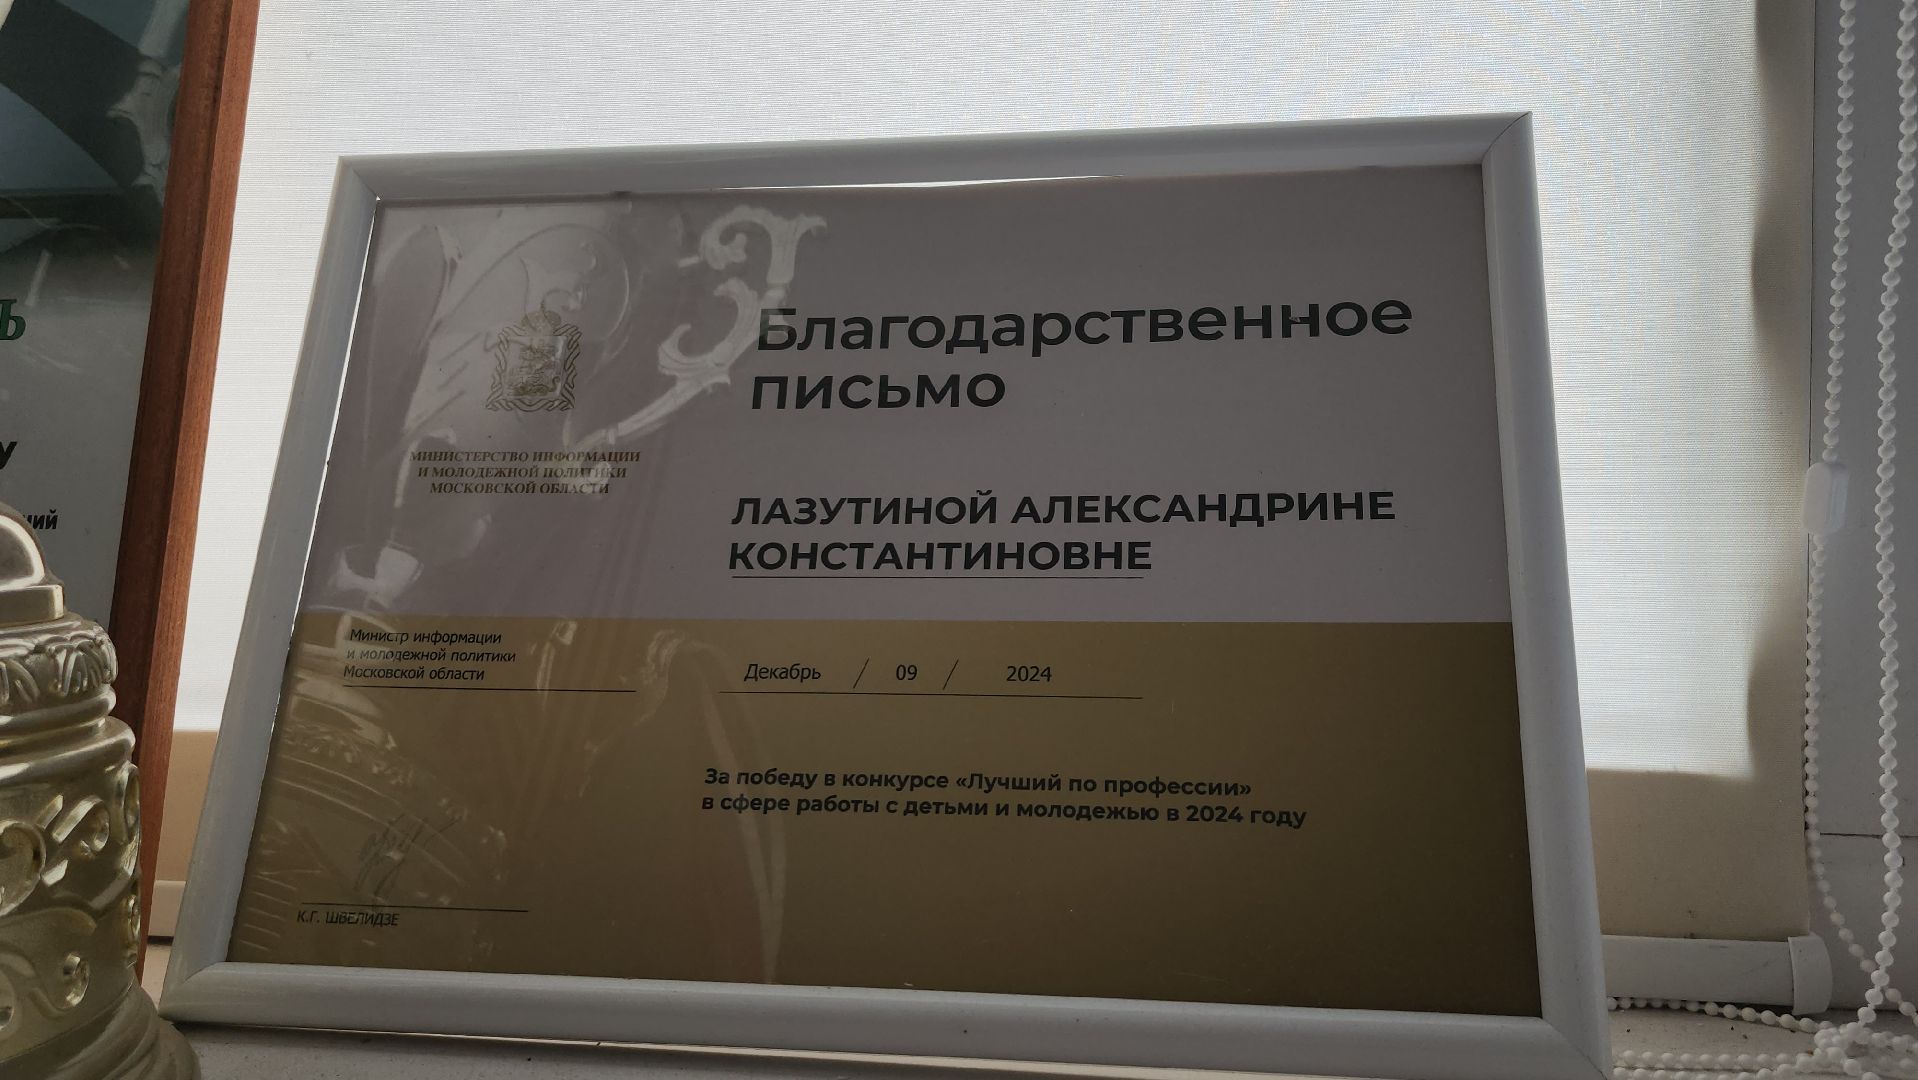 Благодарственное
письмо
МИНИСТЕРСТВО ИНФОРМАЦИИ
И МОЛОДЕЖНОЙ ПОЛИТИКИ
МОСКОВСКОЙ ОБЛАСТИ
ЛАЗУТИНОЙ АЛЕКСАНДРИНЕ
КОНСТАНТИНОВНЕ
Министр информации
и молодежной политики
Московской области
Декабрь / 09 / 2024
За победу в конкурсе «Лучший по профессии»
в сфере работы с детьми и молодежью в 2024 году
К.Г. ШВЕЛИДЗЕ